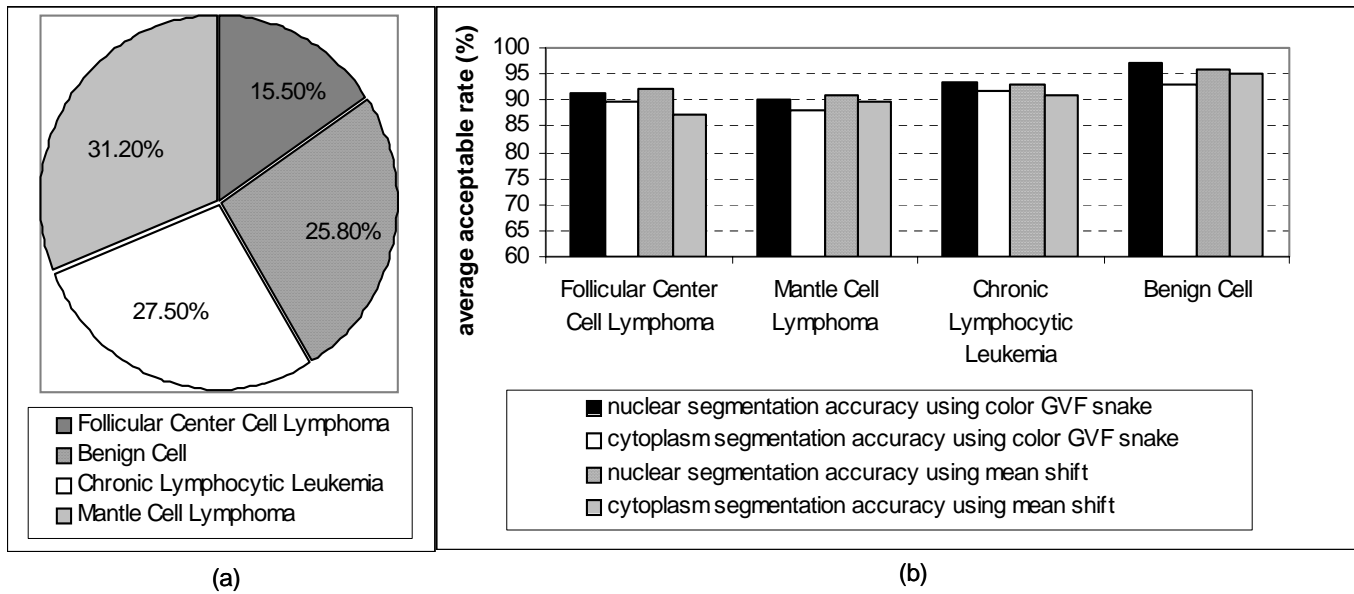 15.50%
31.20%
25.80%
27.50%
Follicular Center Cell Lymphoma
Benign Cell
Chronic Lymphocytic Leukemia
Mantle Cell Lymphoma
(a)
average acceptable rate (%)
100
95
90
85
80
75
70
65
60
Follicular Center
Cell Lymphoma
Mantle Cell
Lymphoma
Chronic
Lymphocytic
Leukemia
Benign Cell
nuclear segmentation accuracy using color GVF snake
cytoplasm segmentation accuracy using color GVF snake
nuclear segmentation accuracy using mean shift
cytoplasm segmentation accuracy using mean shift
(b)